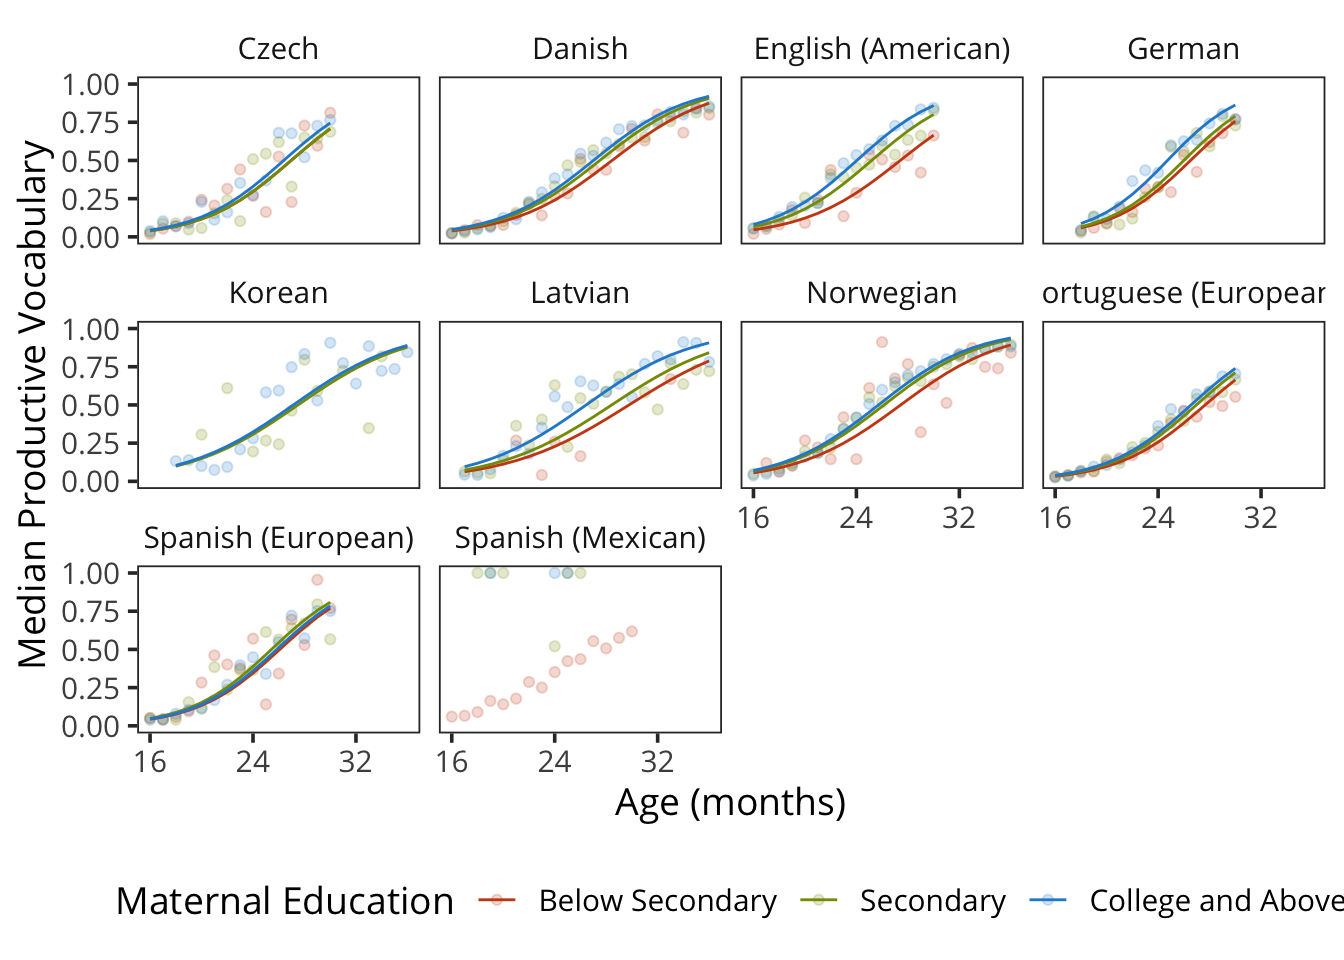 Czech Danish English (American) German
1.00
0.75
0.50
0.25
0.00
Korean Latvian Norwegian ortuguese (Europear
1.00
0.75
0.50
0.25
0.00
16 24 32 16 24 32
Spanish (European) Spanish (Mexican)
1.00
0.75
0.50
0.25
0.00
16 24 32 16 24 32
Median Productive Vocabulary
Age (months)
Maternal Education Below Secondary Secondary College and Above